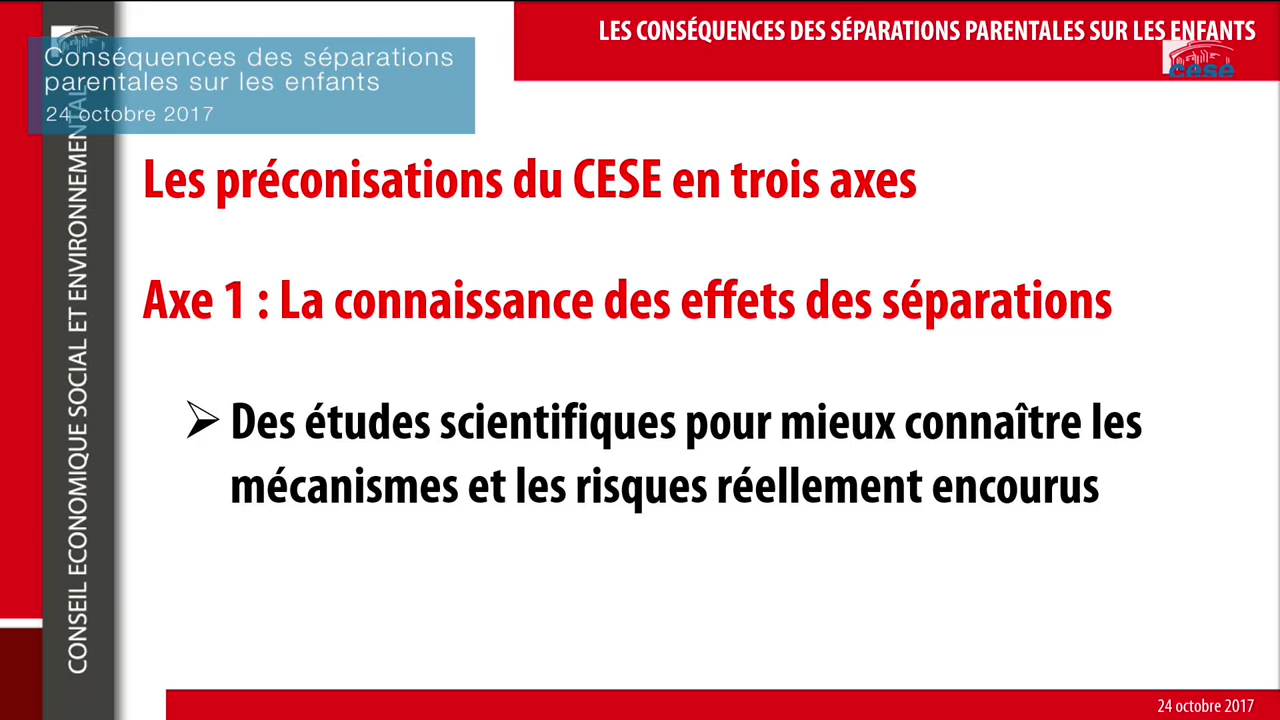 LES CONSÉQUENCES DES SÉPARATIONS PARENTALES SUR LES ENFANTS
cese
Conséquences des séparations
parentales sur les enfants
24 octobre 2017
CONSEIL ECONOMIQUE SOCIAL ET ENVIRONNEMENTAL
Les préconisations du CESE en trois axes
Axe 1 : La connaissance des effets des séparations
➢ Des études scientifiques pour mieux connaître les
mécanismes et les risques réellement encourus
24 octobre 2017